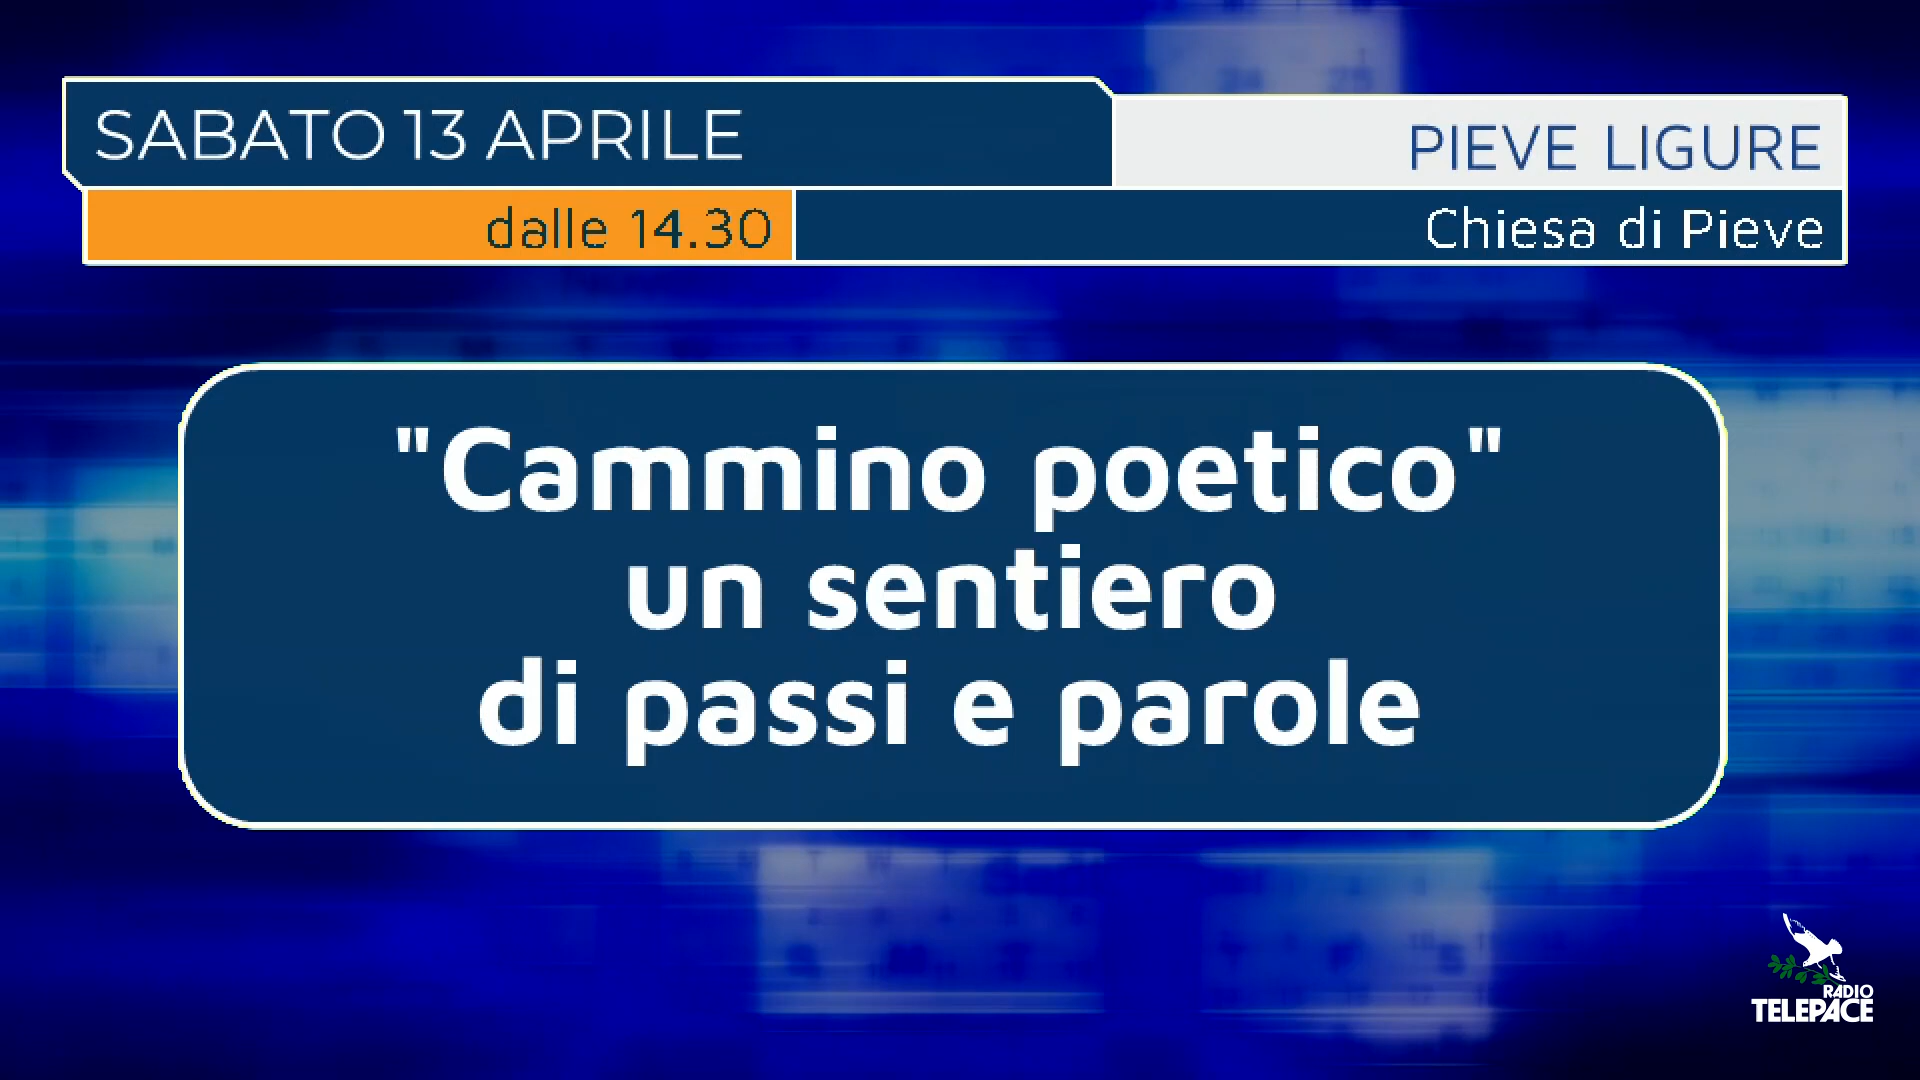 SABATO 13 APRILE
PIEVE LIGURE
dalle 14.30
Chiesa di Pieve
"Cammino poetico"
un sentiero
di passi e parole
RADIO
TELEPACE